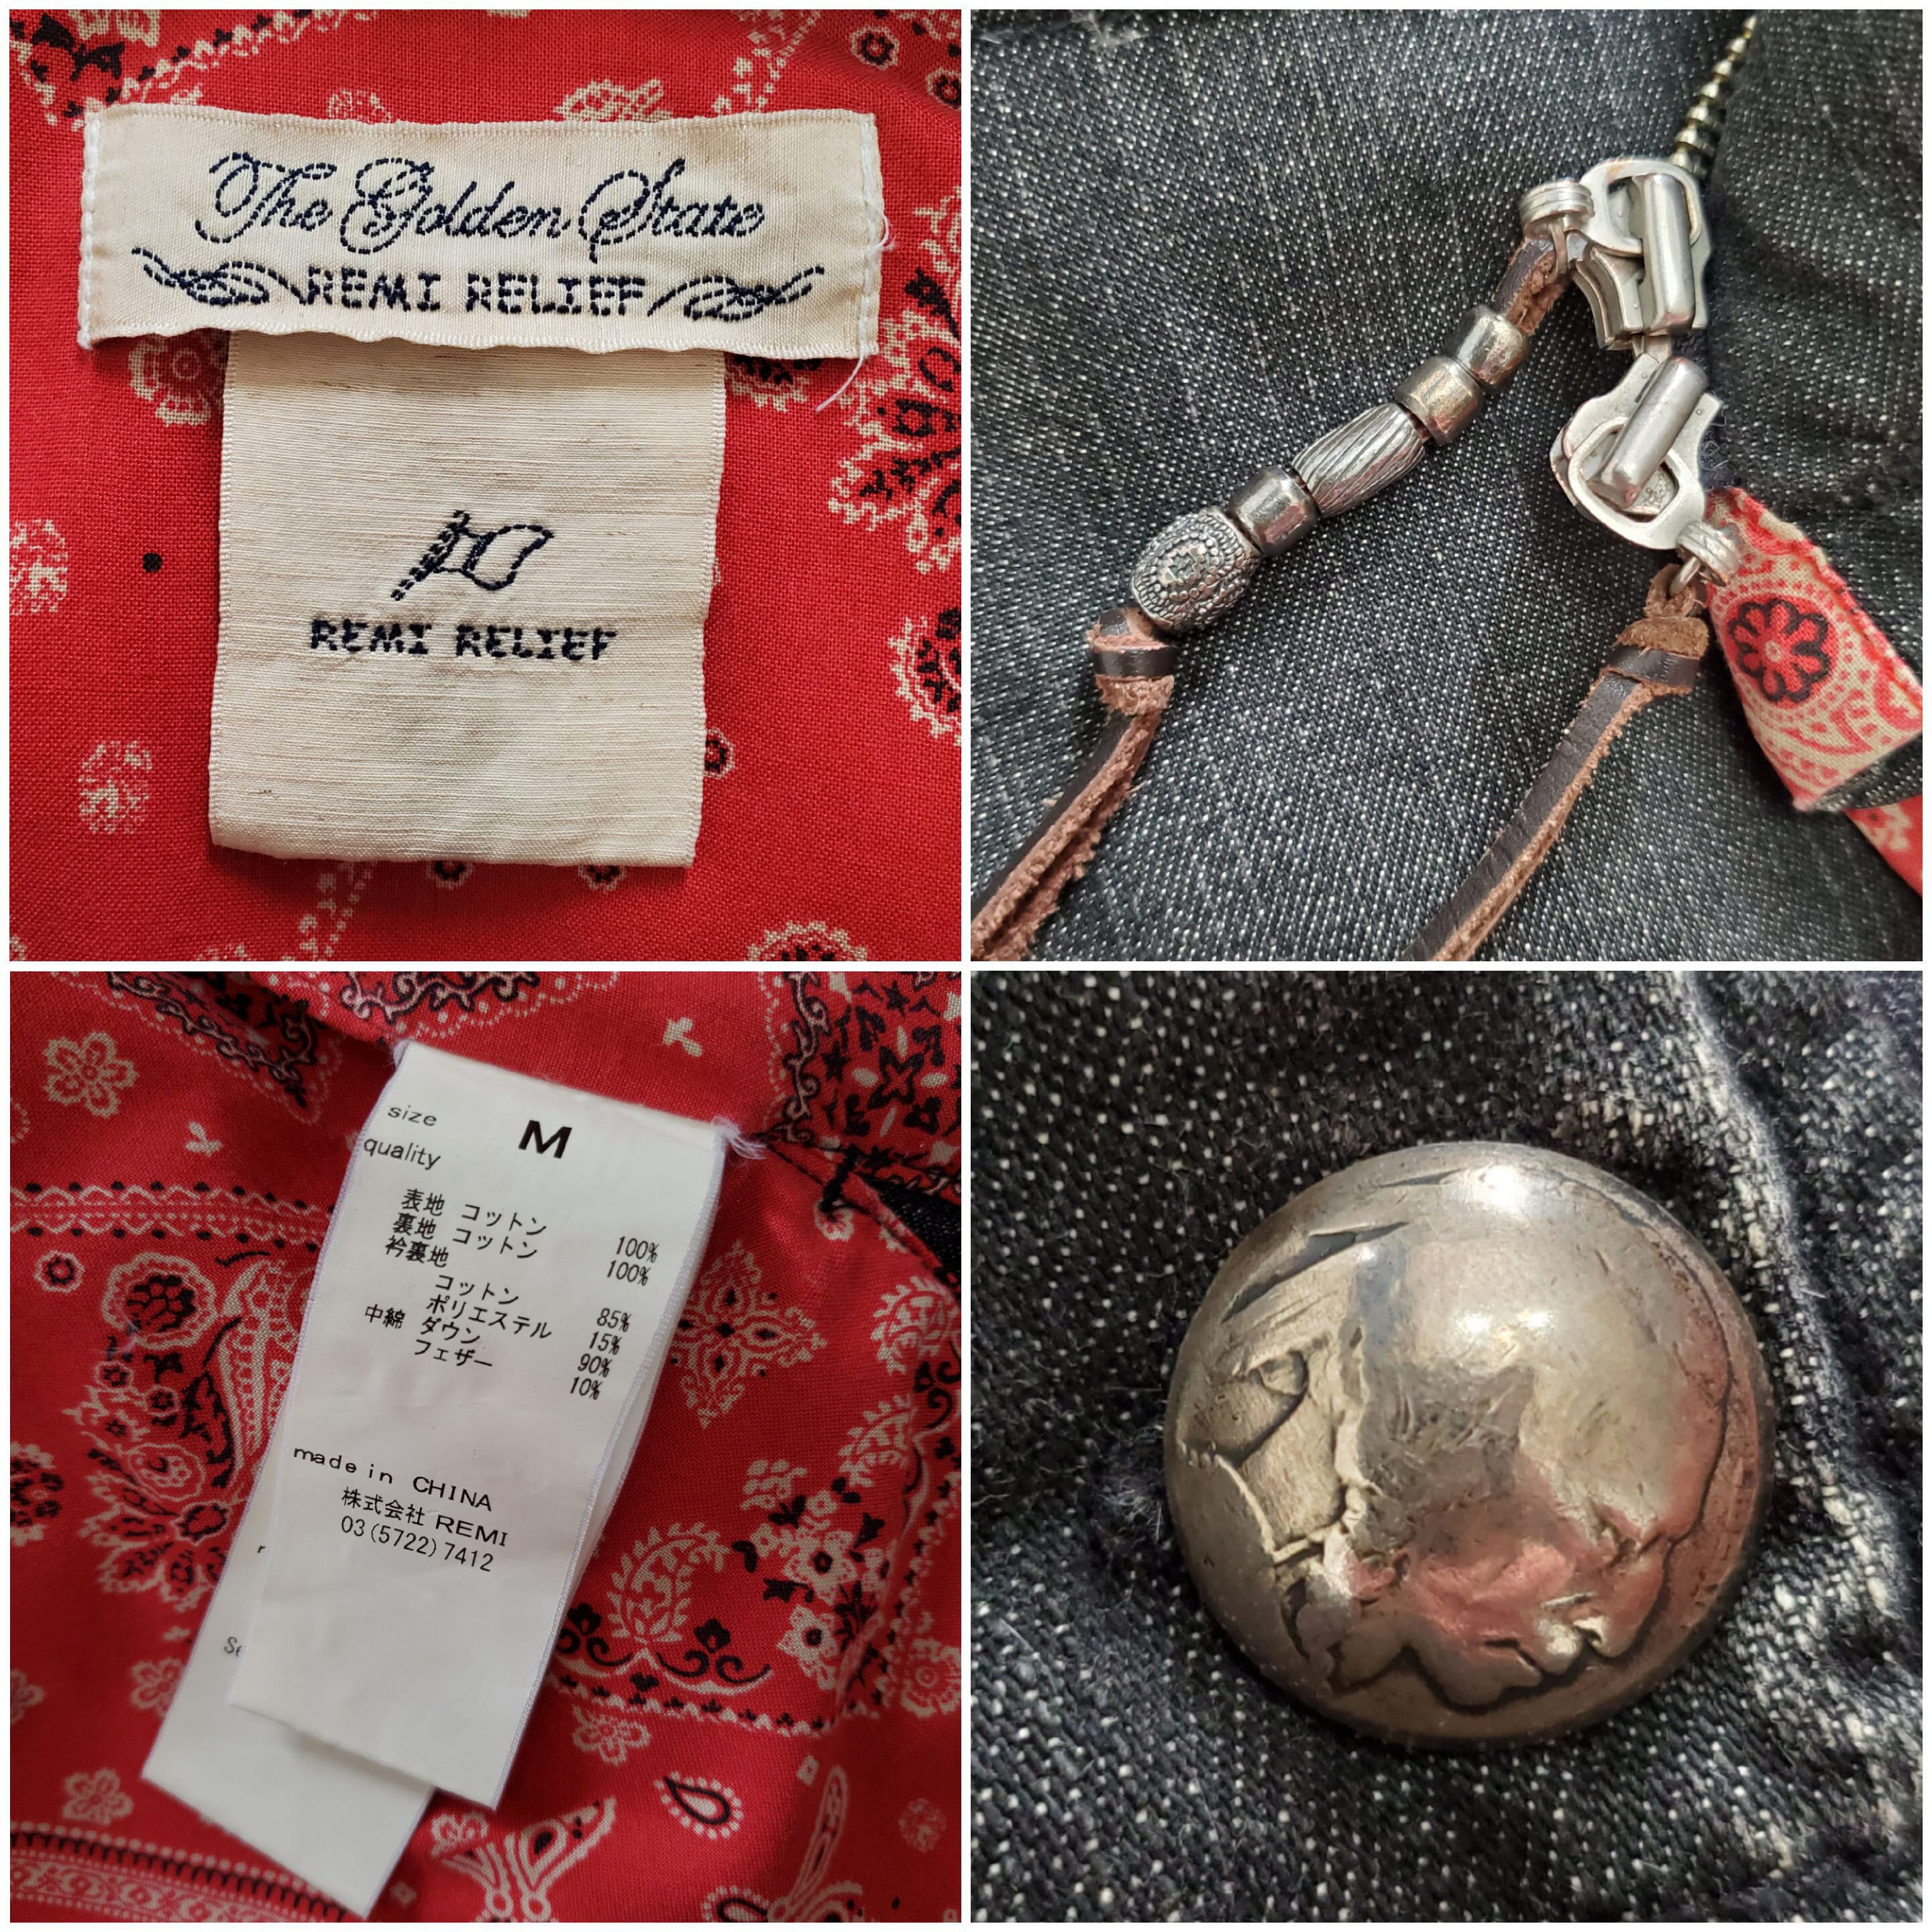 The Golden State
REMI RELIEF
REMI RELIEF
size M
quality
表地 コットン 100%
裏地 コットン 100%
衿裏地
コットン 85%
ポリエステル 15%
中綿 ダウン 90%
フェザー 10%
made in CHINA
株式会社 REMI
03(5722)7412